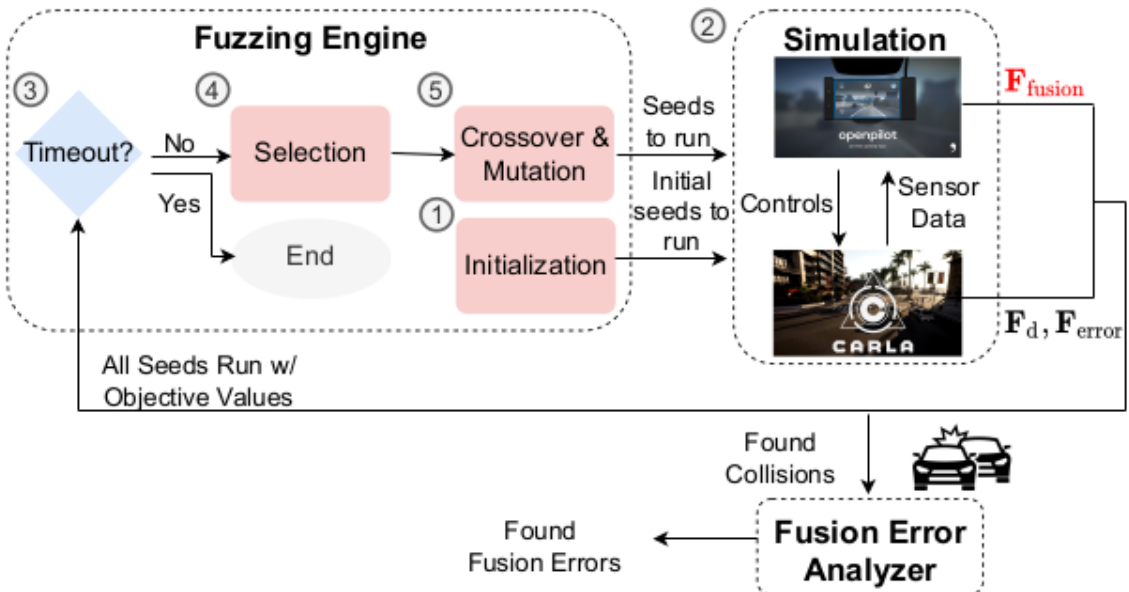 Fuzzing Engine
② Simulation
③
④
⑤
Timeout?
No
Yes
Selection
Crossover &
Mutation
End
①
Initialization
Seeds
to run
Initial
seeds to
run
openpilot
Controls
Sensor
Data
CARLA
F_fusion
F_d, F_error
All Seeds Run w/
Objective Values
Found
Collisions
Fusion Error
Analyzer
Found
Fusion Errors